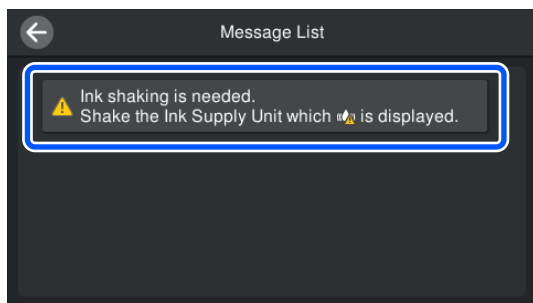 Message List
Ink shaking is needed.
Shake the Ink Supply Unit which is displayed.